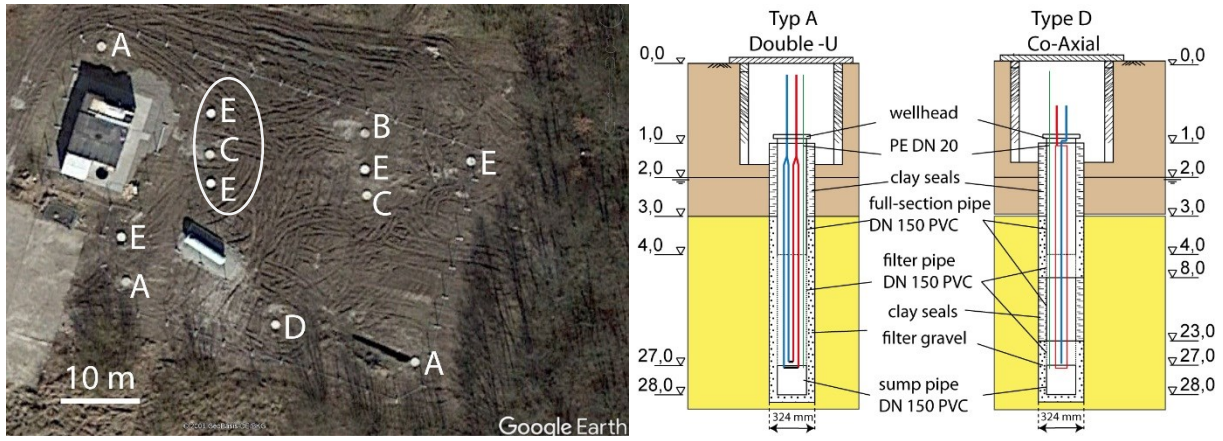 A
E
B
C
E
E
E
C
E
A
D
A
10 m
Google Earth
Typ A
Double -U
Type D
Co-Axial
0,0
0,0
wellhead
1,0
1,0
PE DN 20
2,0
clay seals
2,0
full-section pipe
DN 150 PVC
3,0
3,0
4,0
4,0
filter pipe
DN 150 PVC
8,0
clay seals
filter gravel
23,0
27,0
27,0
sump pipe
DN 150 PVC
28,0
28,0
324 mm
324 mm